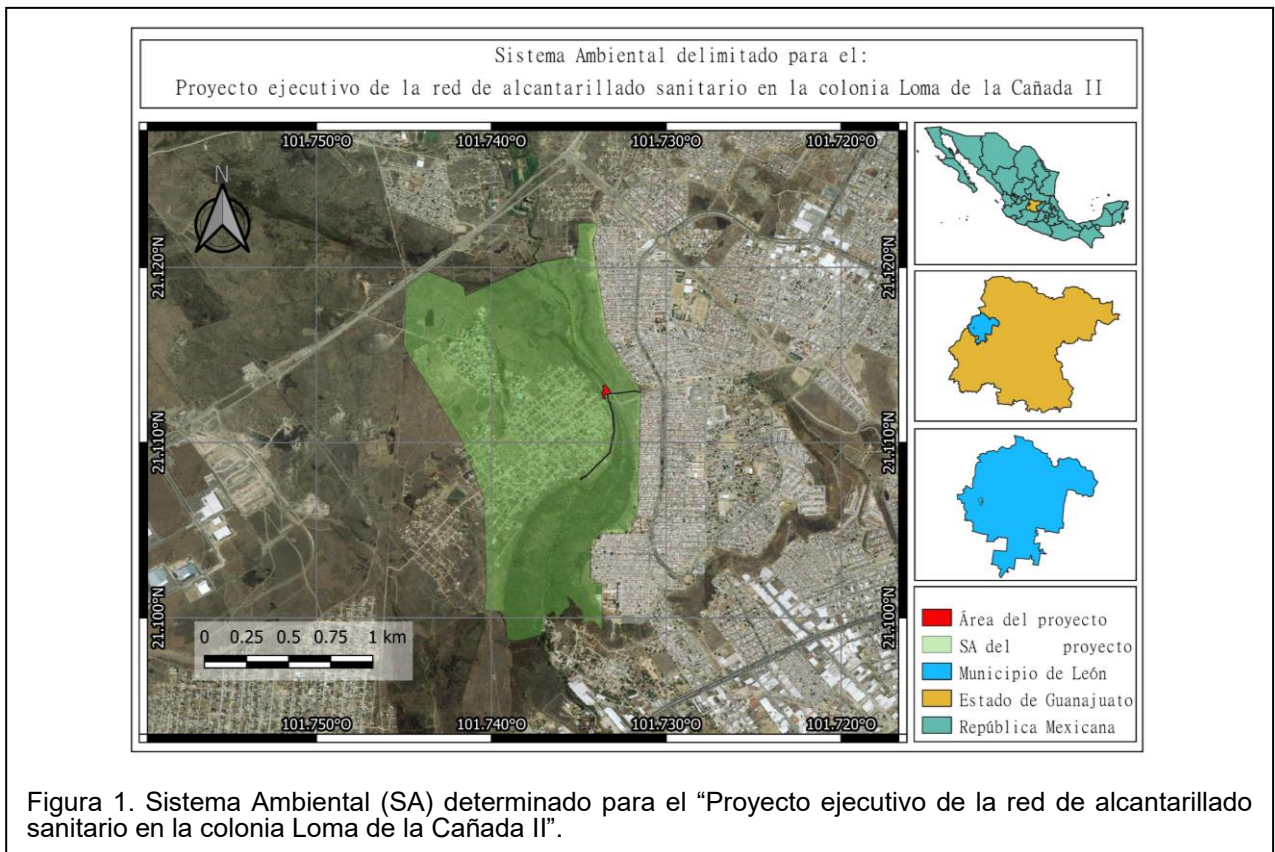 Sistema Ambiental delimitado para el:
Proyecto ejecutivo de la red de alcantarillado sanitario en la colonia Loma de la Cañada II
101.750°O 101.740°O 101.730°O 101.720°O
N
21.120°N 21.120°N
21.110°N 21.110°N
21.100°N 21.100°N
0 0.25 0.5 0.75 1 km
101.750°O 101.740°O 101.730°O 101.720°O
Área del proyecto
SA del proyecto
Municipio de León
Estado de Guanajuato
República Mexicana
Figura 1. Sistema Ambiental (SA) determinado para el “Proyecto ejecutivo de la red de alcantarillado
sanitario en la colonia Loma de la Cañada II”.